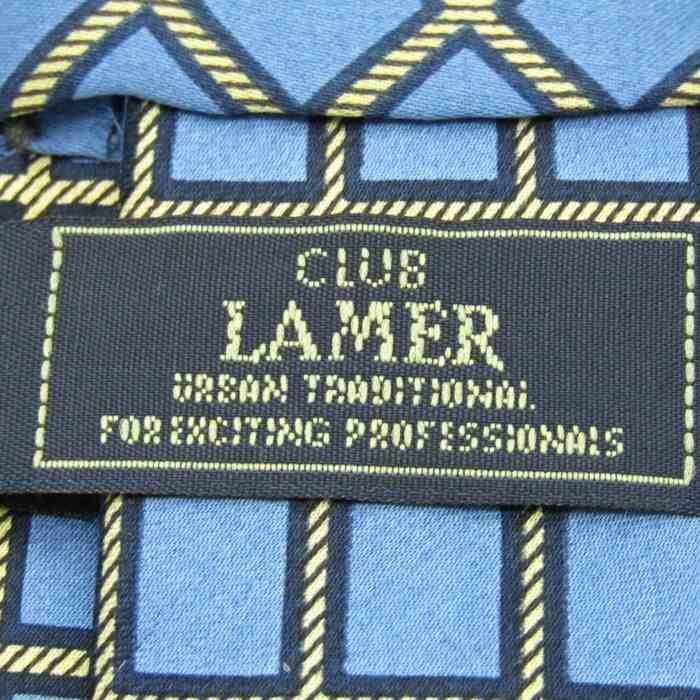 CLUB
LAMER
URBAN TRADITIONAL
FOR EXCITING PROFESSIONALS